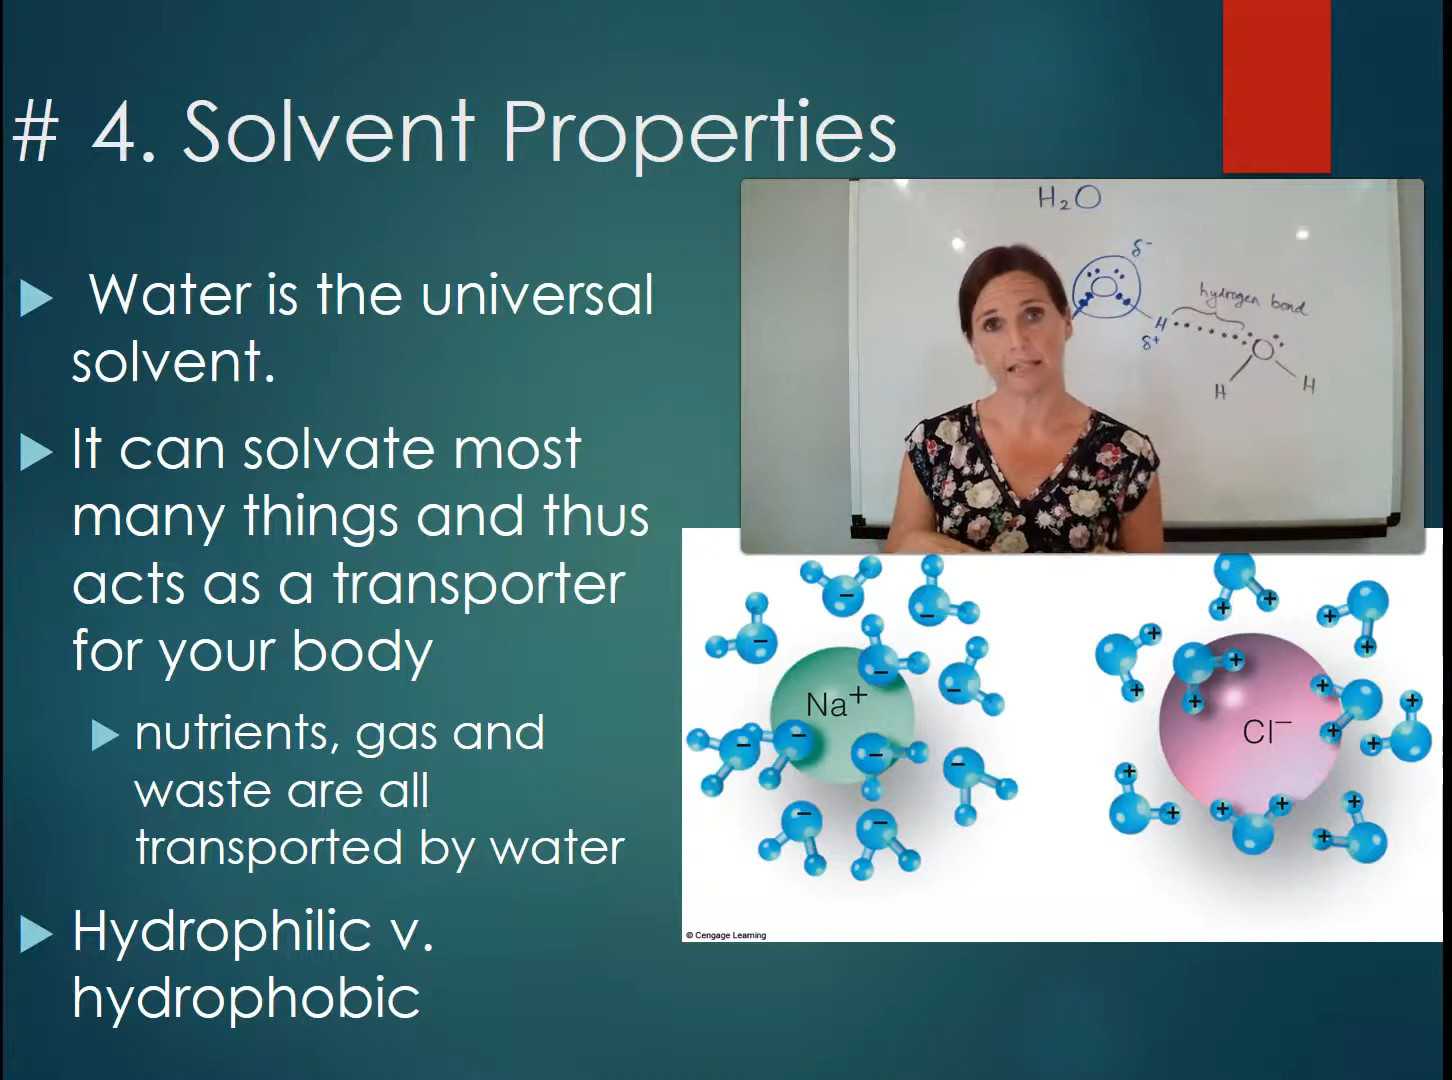 # 4. Solvent Properties
Water is the universal
solvent.
It can solvate most
many things and thus
acts as a transporter
for your body
nutrients, gas and
waste are all
transported by water
Hydrophilic v.
hydrophobic
H₂O
δ⁻
hydrogen bond
H
δ⁺
O
O
H
H
−
−
−
−
−
Na⁺
−
−
−
−
−
−
+
+
+
+
+
+
+
+
+
+
+
Cl⁻
+
+
+
+
+
+
+
+
© Cengage Learning